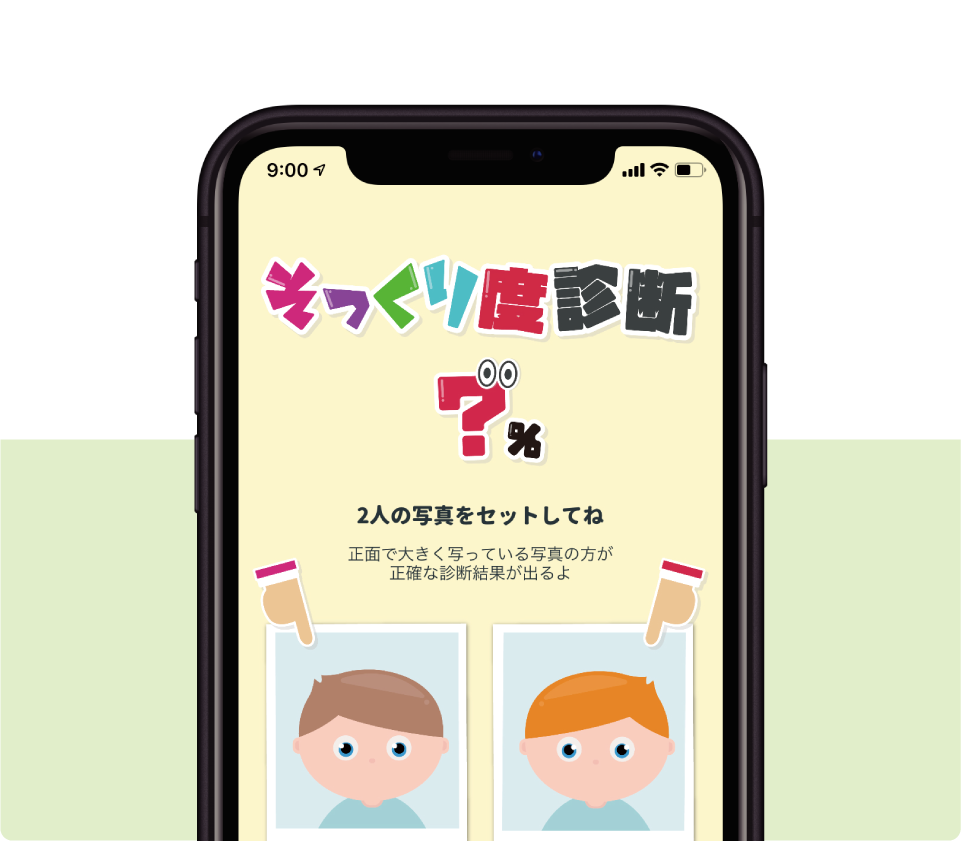 9:00
そっくり度診断
?%
2人の写真をセットしてね
正面で大きく写っている写真の方が
正確な診断結果が出るよ